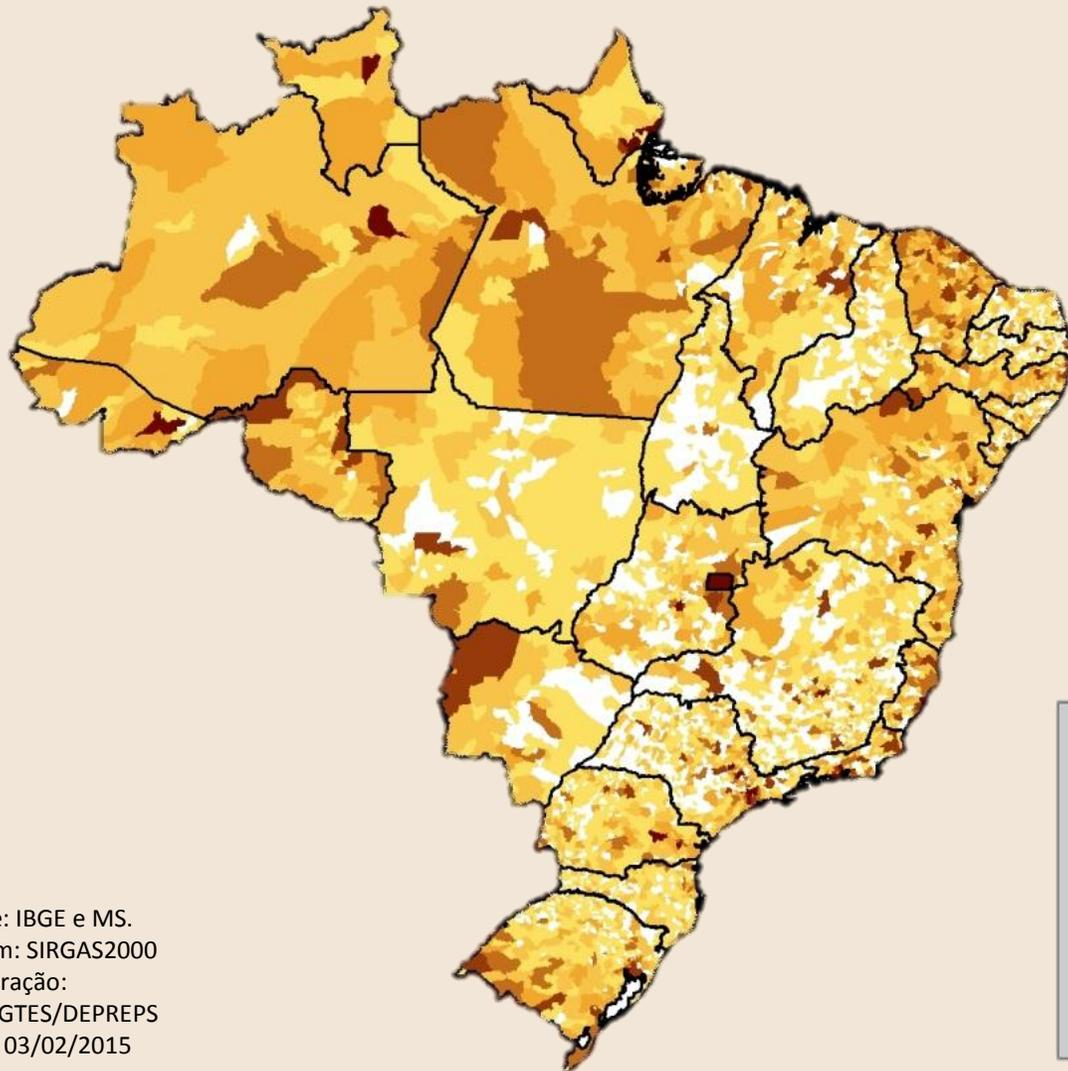 : IBGE e MS.
m: SIRGAS2000
ração:
GTES/DEPREPS
03/02/2015